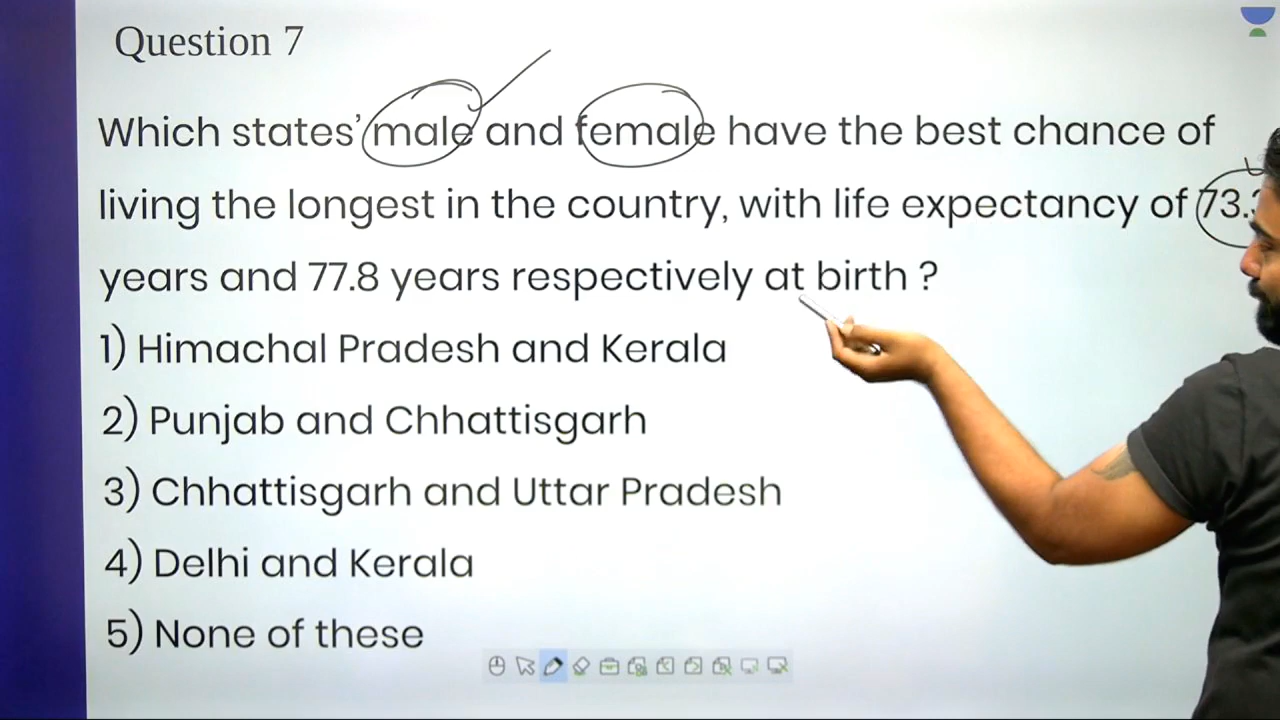 Question 7
Which states' male and female have the best chance of
living the longest in the country, with life expectancy of
years and 77.8 years respectively at birth ?
1) Himachal Pradesh and Kerala
2) Punjab and Chhattisgarh
3) Chhattisgarh and Uttar Pradesh
4) Delhi and Kerala
5) None of these